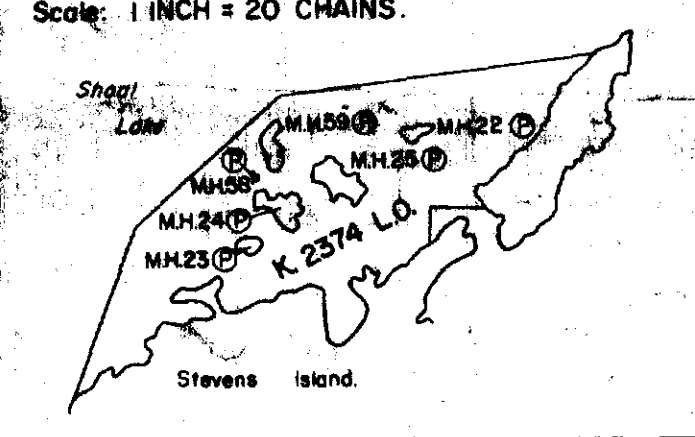 Scale: 1 INCH = 20 CHAINS.
Shoal
Lake
M.H.59 P
M.H.22 P
P
M.H.25 P
M.H.58
M.H.24 P
M.H.23 P
K. 2374 L.O.
Stevens Island.